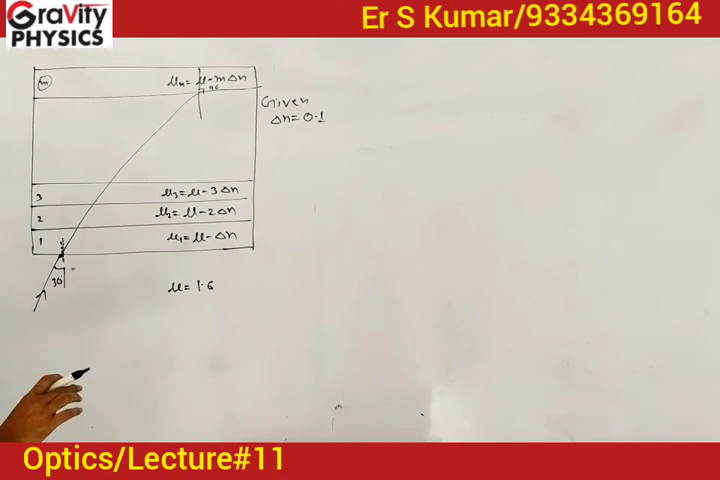 GRaVitY
PHYSICS
Er S Kumar/9334369164
m
μₙ = μ - mΔn
90
Given
Δn = 0.1
3
μ₃ = μ - 3Δn
2
μ₂ = μ - 2Δn
1
μ₁ = μ - Δn
30°
μ = 1.6
Optics/Lecture#11